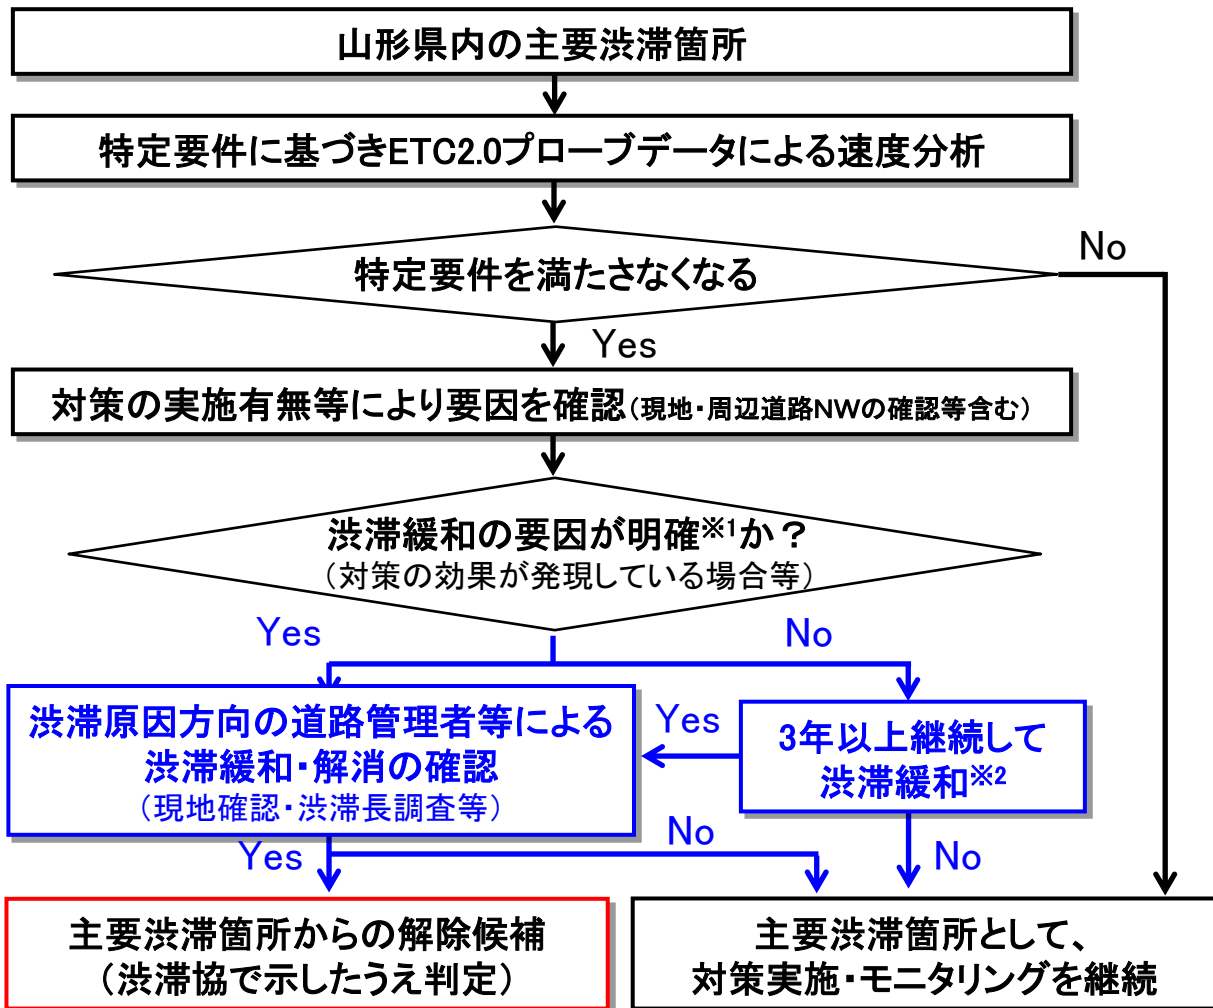 山形県内の主要渋滞箇所
特定要件に基づきETC2.0プローブデータによる速度分析
特定要件を満たさなくなる
No
Yes
対策の実施有無等により要因を確認(現地・周辺道路NWの確認等含む)
渋滞緩和の要因が明確※1か？
(対策の効果が発現している場合等)
Yes
No
渋滞原因方向の道路管理者等による
渋滞緩和・解消の確認
(現地確認・渋滞長調査等)
Yes
3年以上継続して
渋滞緩和※2
Yes
No
No
主要渋滞箇所からの解除候補
(渋滞協で示したうえ判定)
主要渋滞箇所として、
対策実施・モニタリングを継続